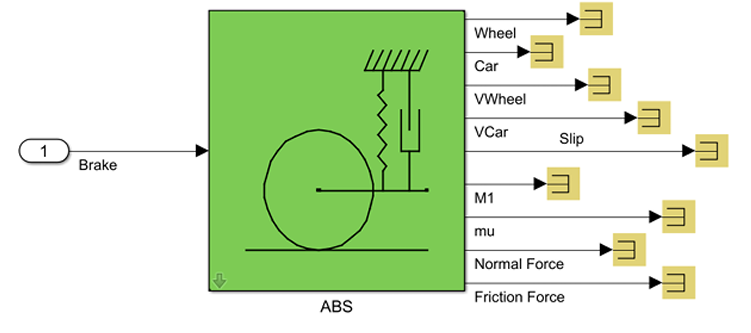 Wheel
Car
VWheel
VCar
Slip
1
Brake
M1
mu
Normal Force
Friction Force
ABS